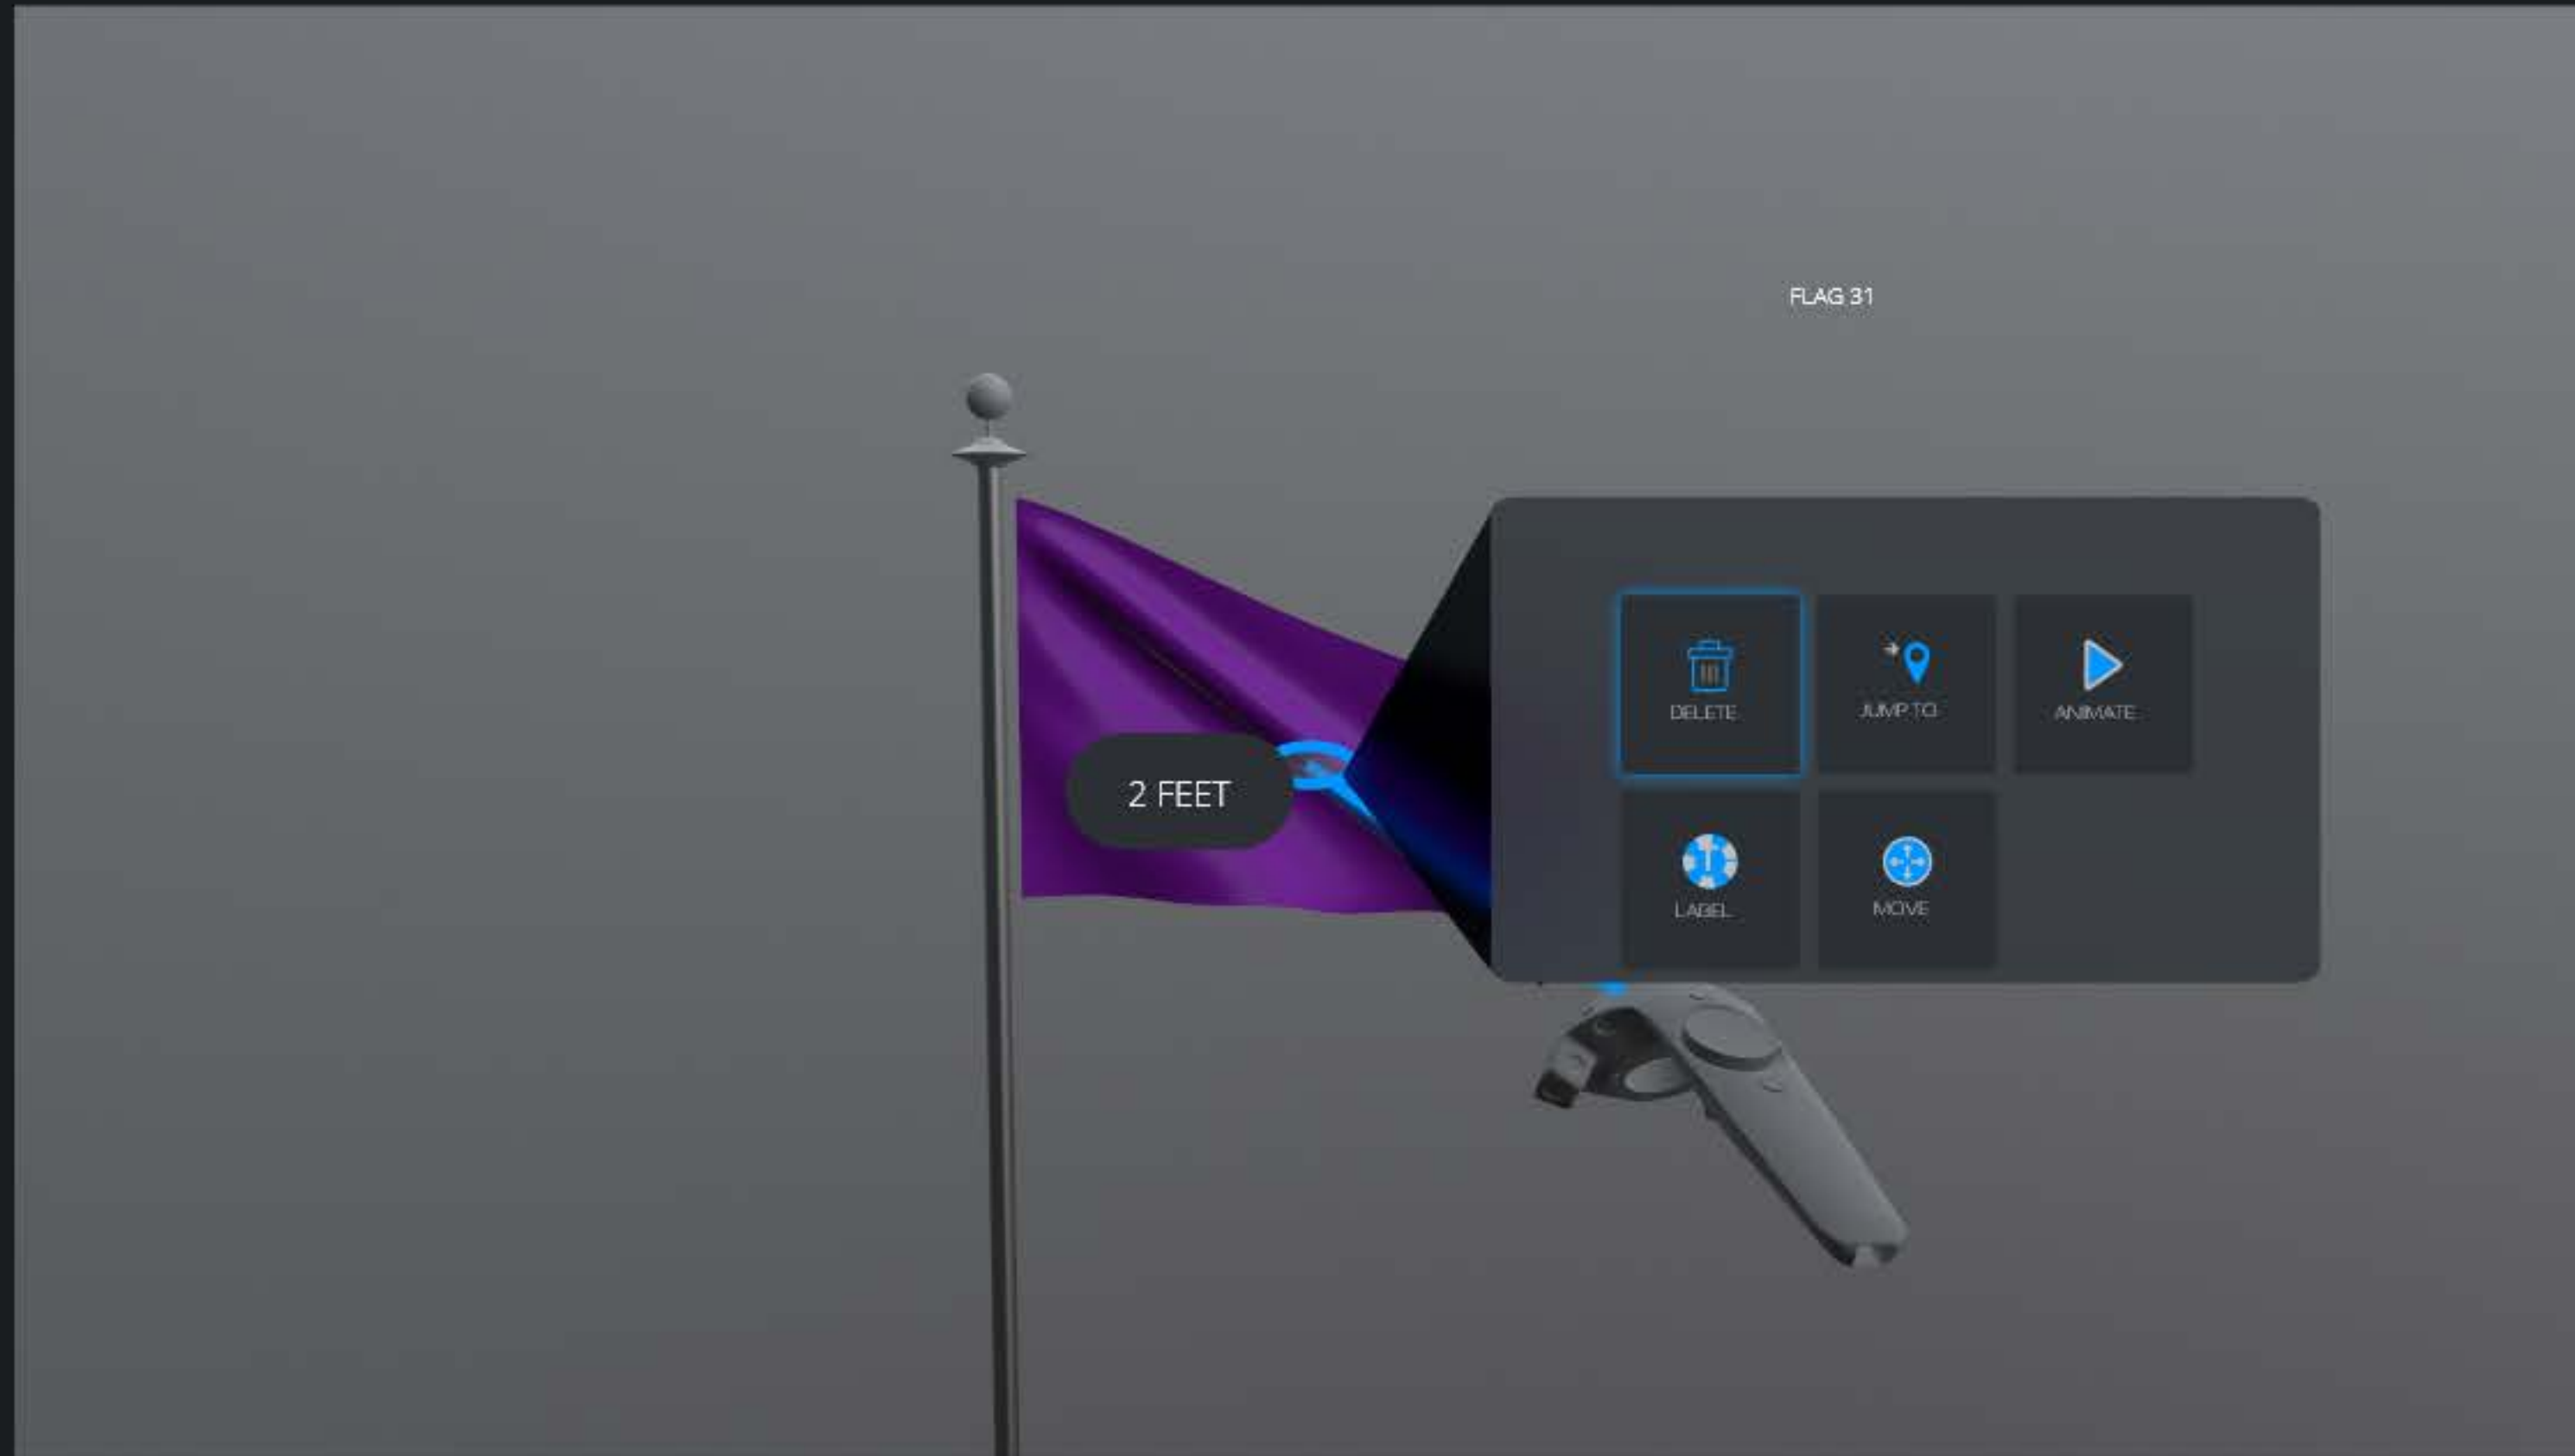 FLAG 31
2 FEET
DELETE
JUMP TO
ANIMATE
LABEL
MOVE